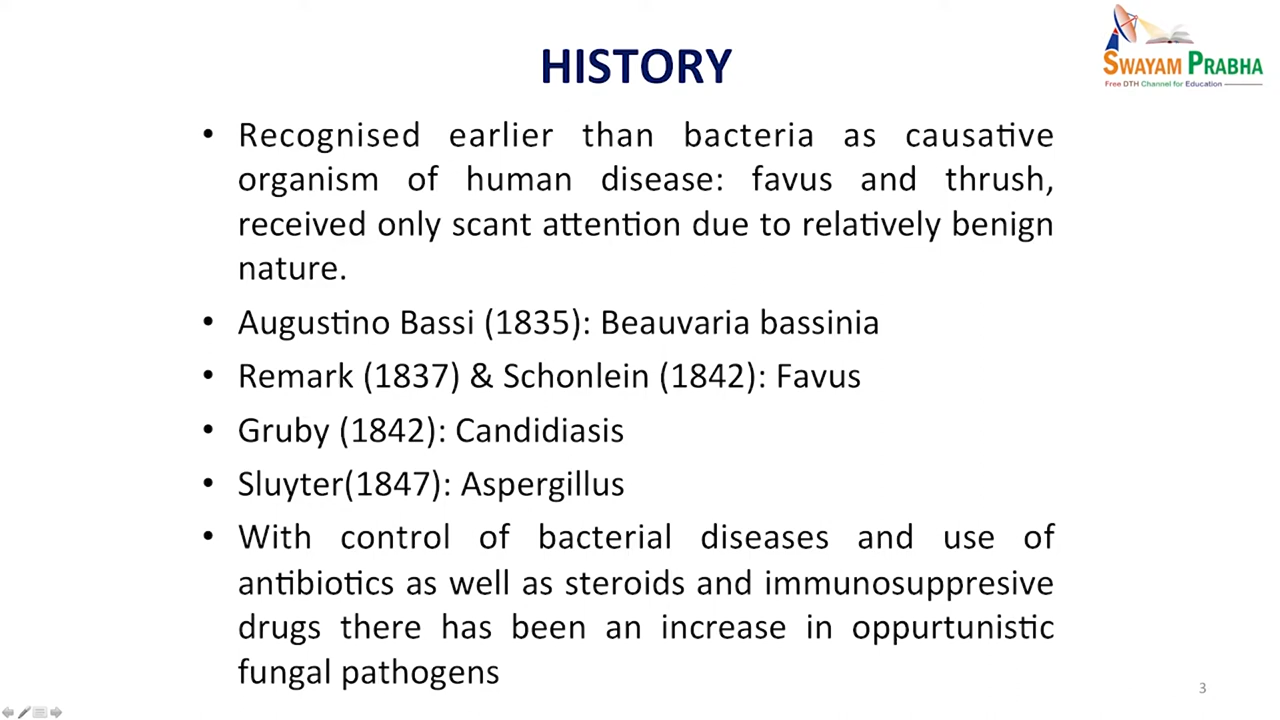 HISTORY
SWAYAM PRABHA
Free DTH Channel for Education
• Recognised earlier than bacteria as causative
organism of human disease: favus and thrush,
received only scant attention due to relatively benign
nature.
• Augustino Bassi (1835): Beauvaria bassinia
• Remark (1837) & Schonlein (1842): Favus
• Gruby (1842): Candidiasis
• Sluyter(1847): Aspergillus
• With control of bacterial diseases and use of
antibiotics as well as steroids and immunosuppresive
drugs there has been an increase in oppurtunistic
fungal pathogens
3